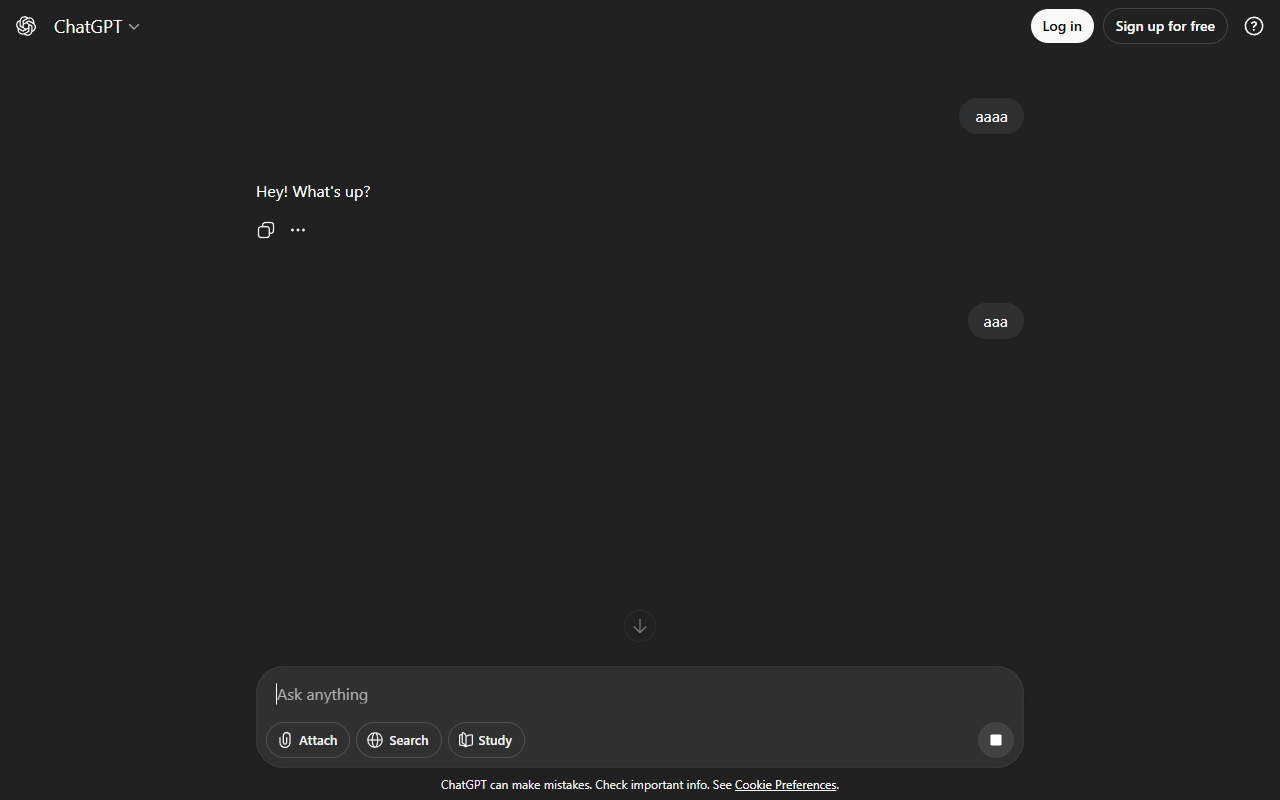 ChatGPT
Log in
Sign up for free
aaaa
Hey! What's up?
aaa
Ask anything
Attach
Search
Study
ChatGPT can make mistakes. Check important info. See Cookie Preferences.